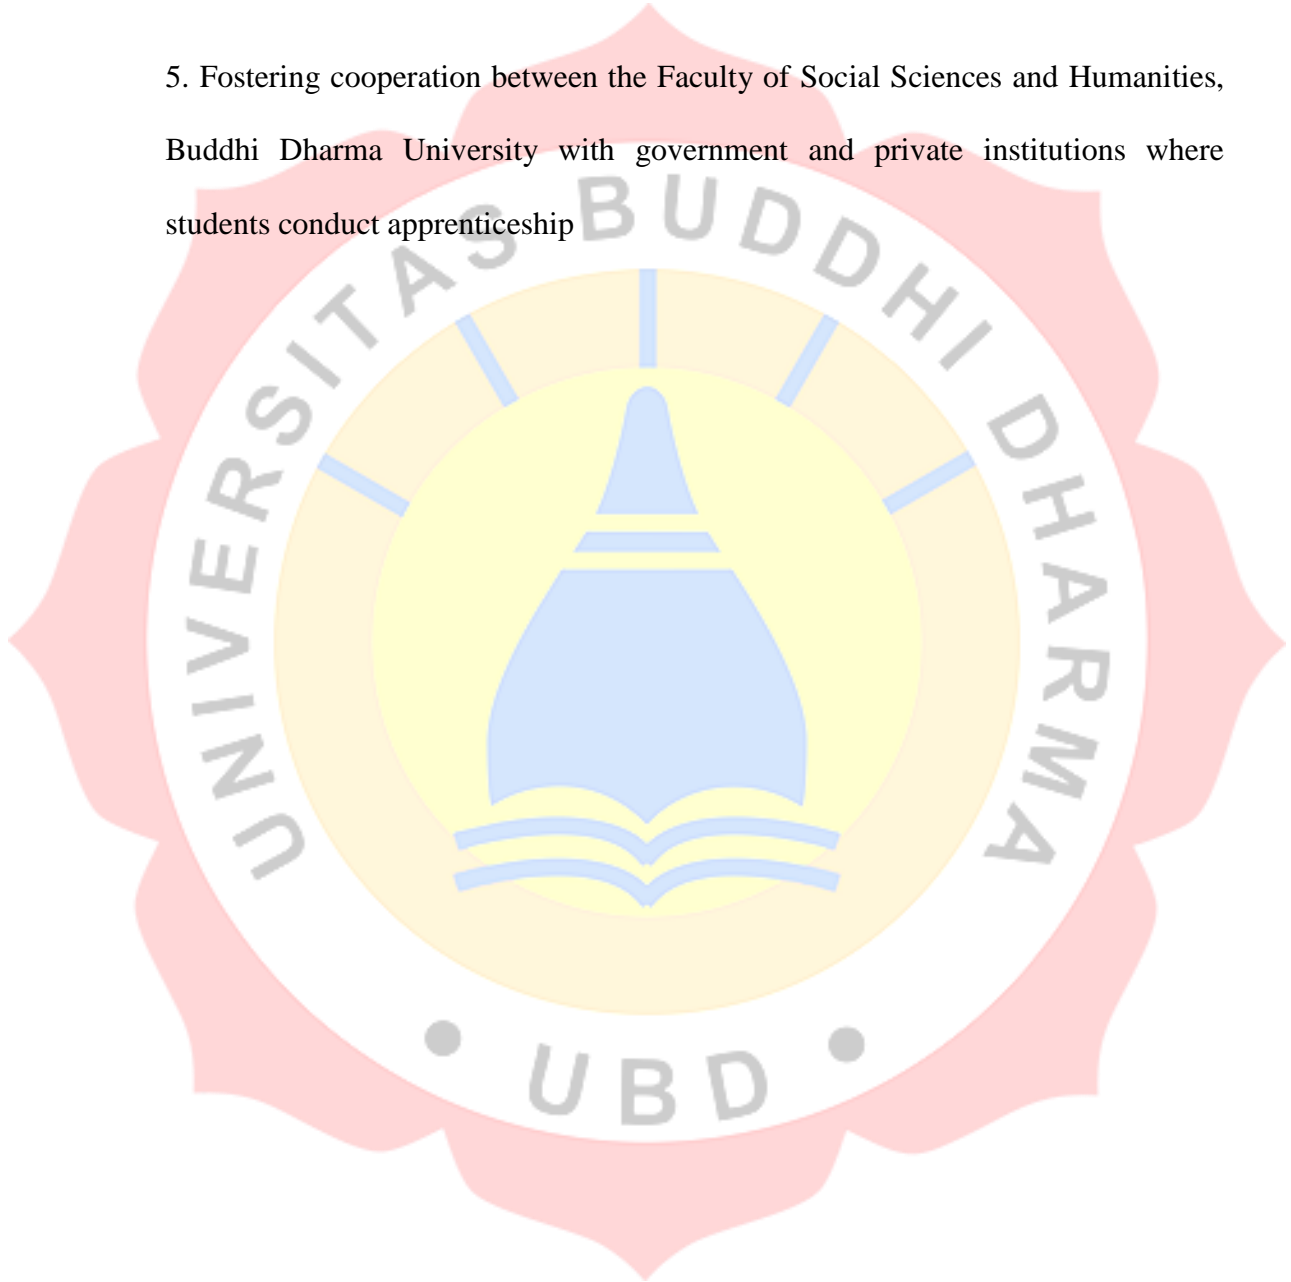 5. Fostering cooperation between the Faculty of Social Sciences and Humanities,
Buddhi Dharma University with government and private institutions where
students conduct apprenticeship
UNIVERSITAS BUDDHI DHARMA
• UBD •